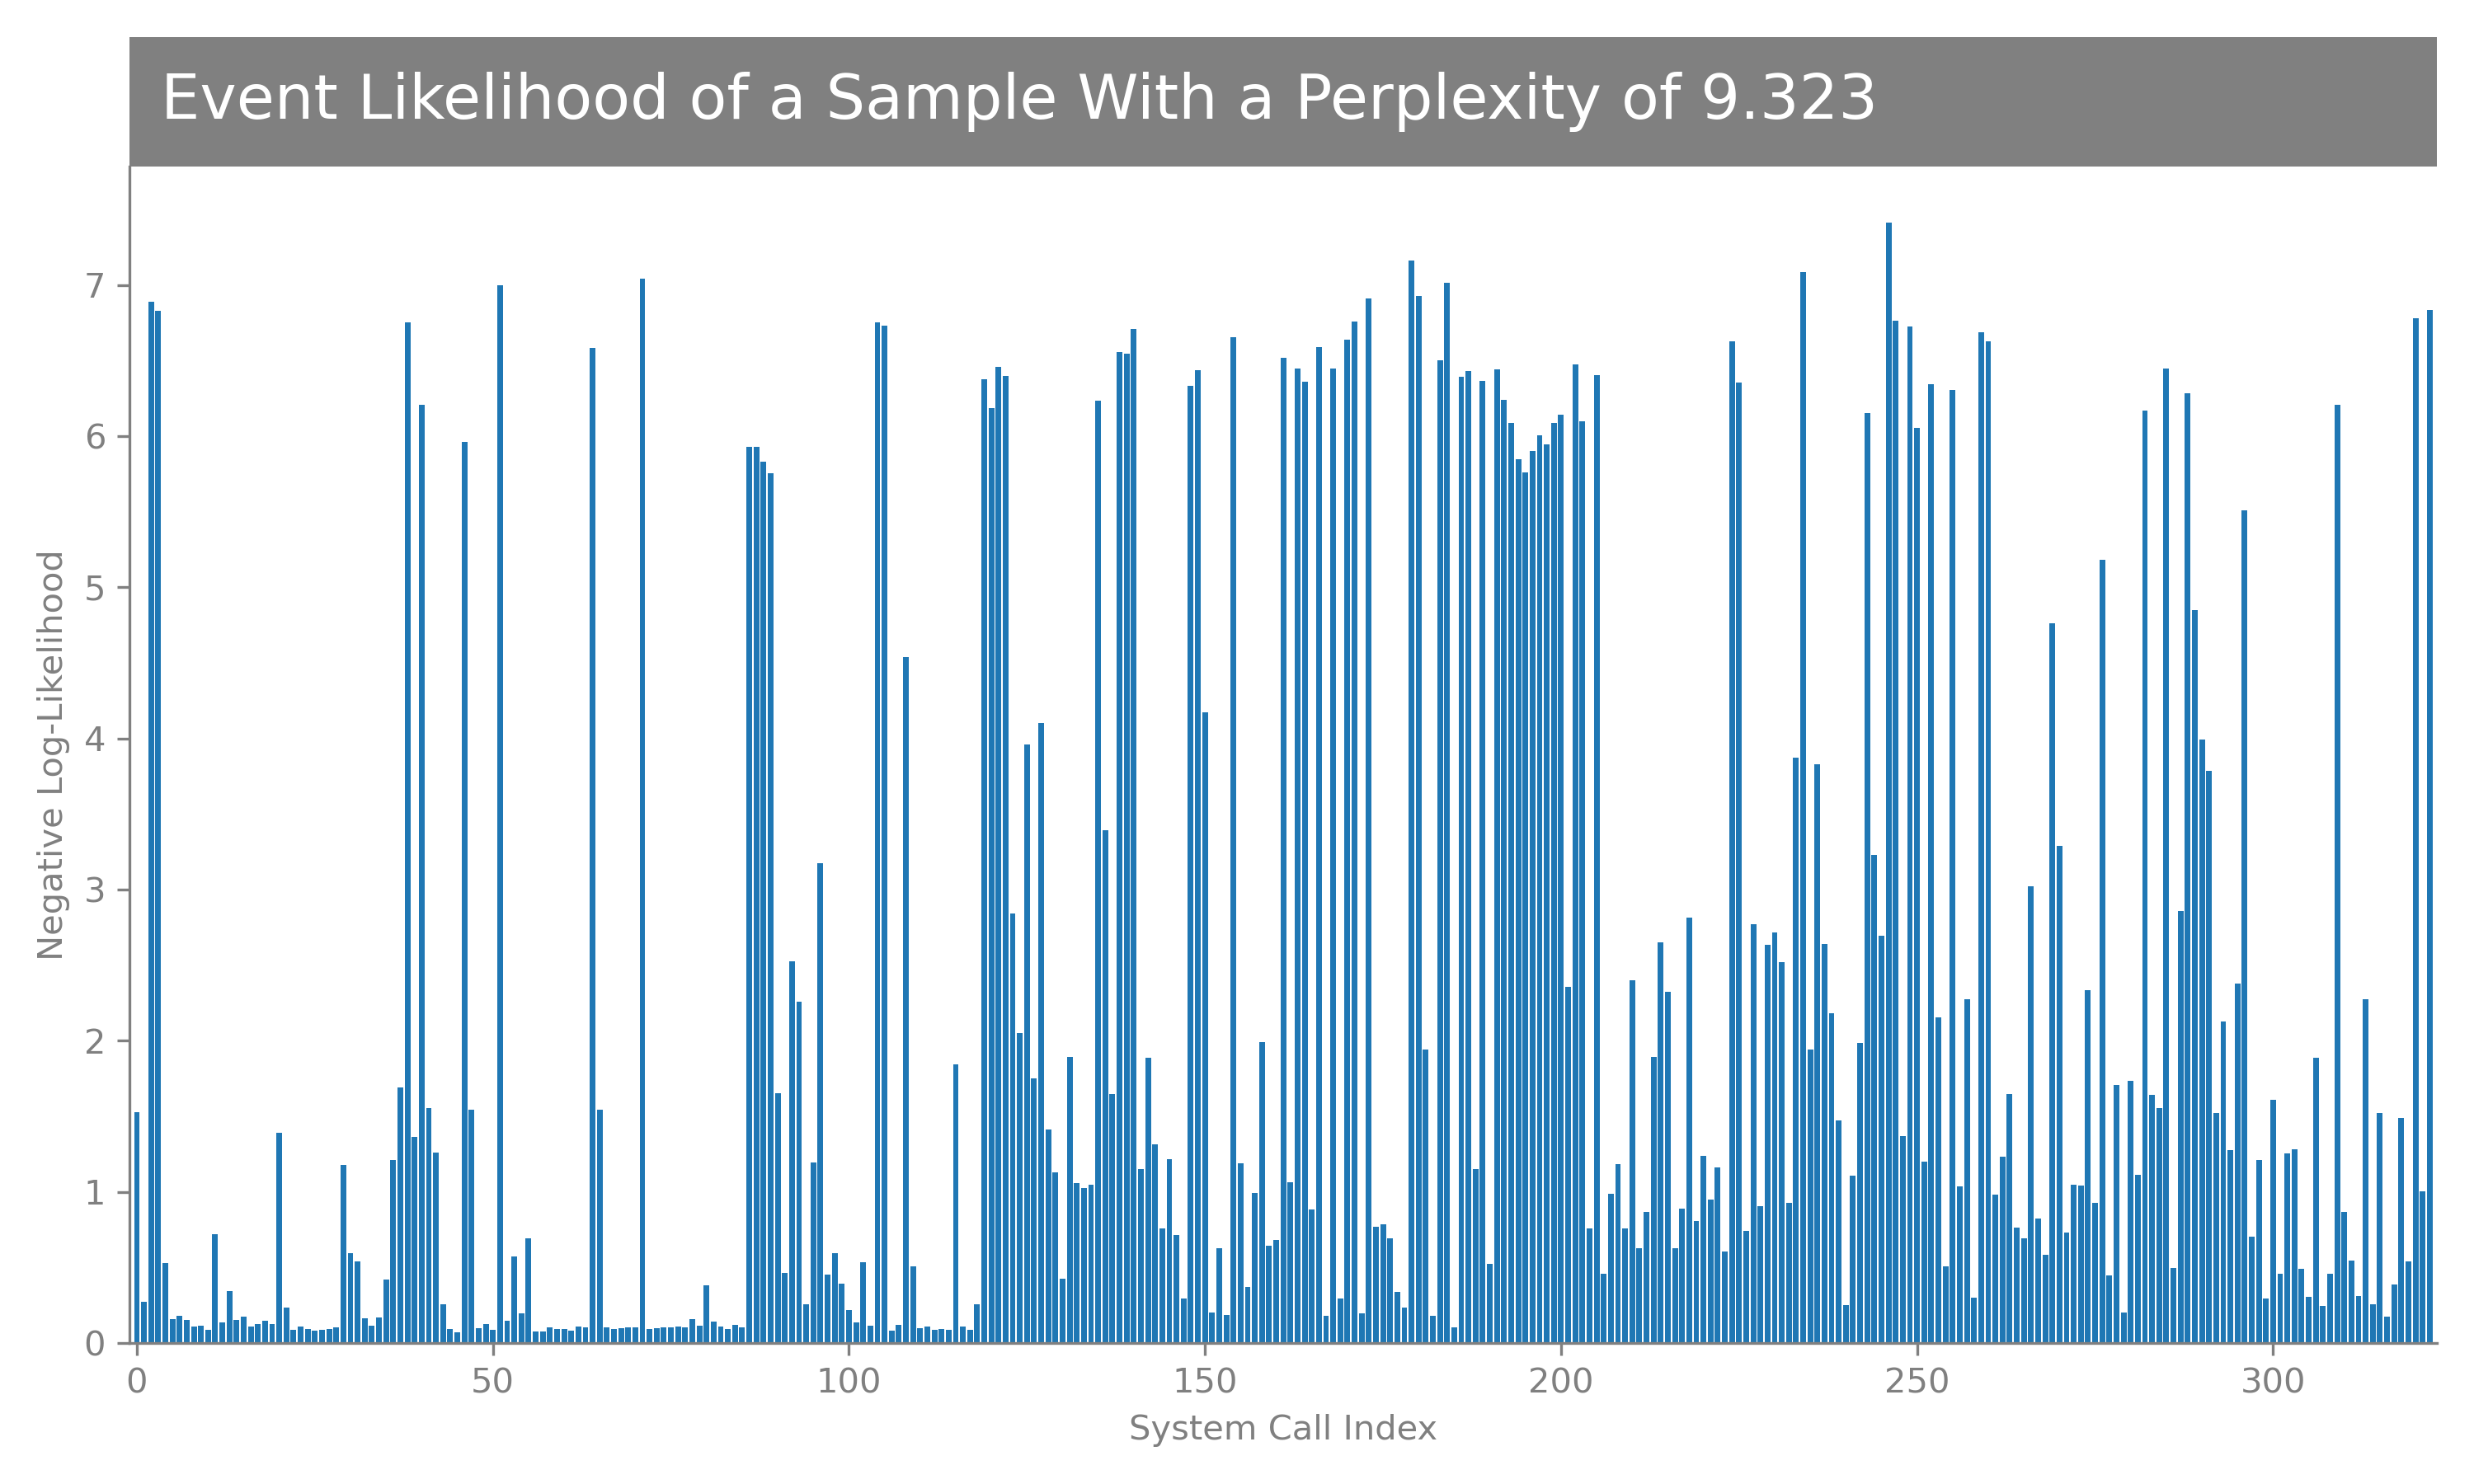 Event Likelihood of a Sample With a Perplexity of 9.323
Negative Log-Likelihood
7
6
5
4
3
2
1
0
0 50 100 150 200 250 300
System Call Index